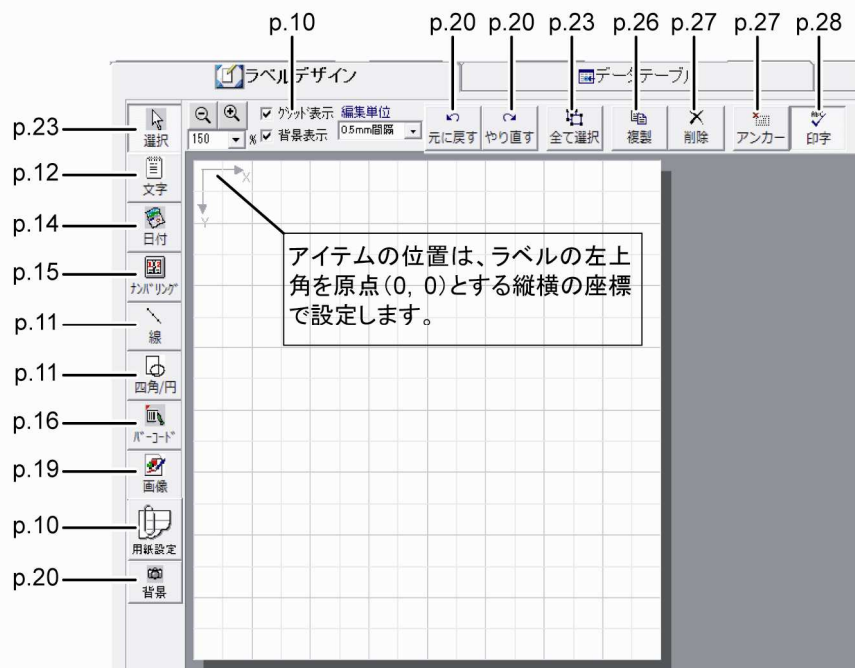 p.10
p.20 p.20 p.23 p.26 p.27 p.27 p.28
ラベルデザイン
データテーブル
グリッド表示 編集単位
150 % 背景表示 0.5mm間隔
元に戻す やり直す 全て選択 複製 削除 アンカー 印字
p.23 選択
p.12 文字
p.14 日付
p.15 ナンバリング
p.11 線
p.11 四角/円
p.16 バーコード
p.19 画像
p.10 用紙設定
p.20 背景
X
Y
アイテムの位置は、ラベルの左上
角を原点(0, 0)とする縦横の座標
で設定します。